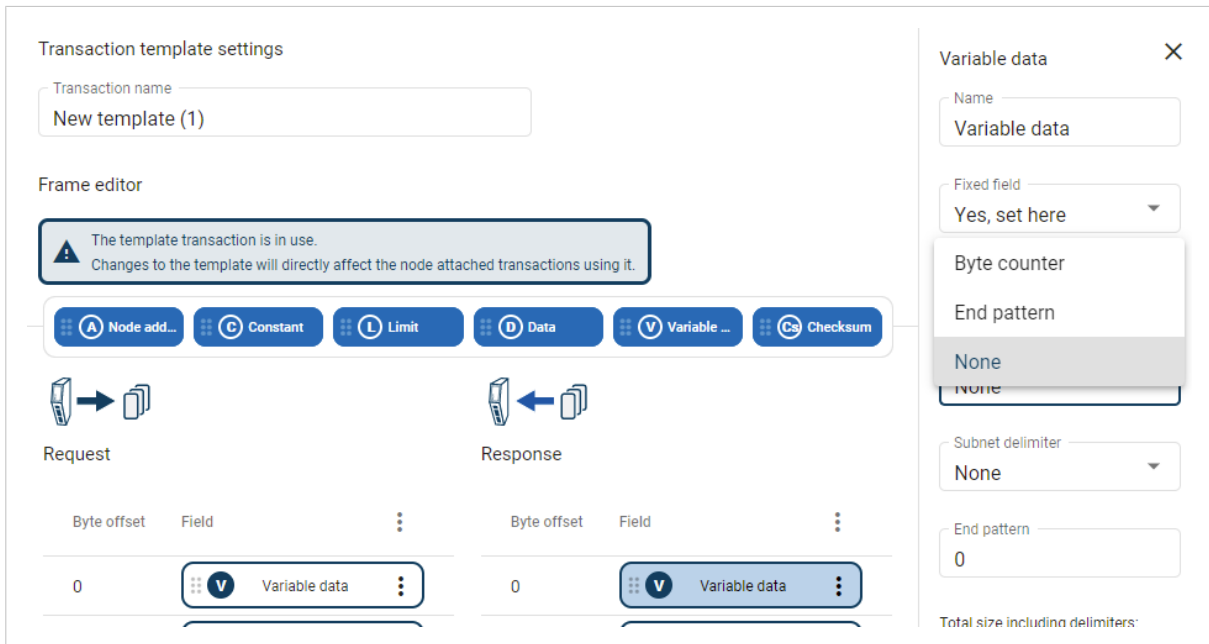 Transaction template settings
Transaction name
New template (1)
Frame editor
The template transaction is in use.
Changes to the template will directly affect the node attached transactions using it.
A Node add...
C Constant
L Limit
D Data
V Variable ...
Cs Checksum
Request
Response
Byte offset Field
Byte offset Field
0 V Variable data
0 V Variable data
Variable data
Name
Variable data
Fixed field
Yes, set here
Byte counter
End pattern
None
None
Subnet delimiter
None
End pattern
0
Total size including delimiters: